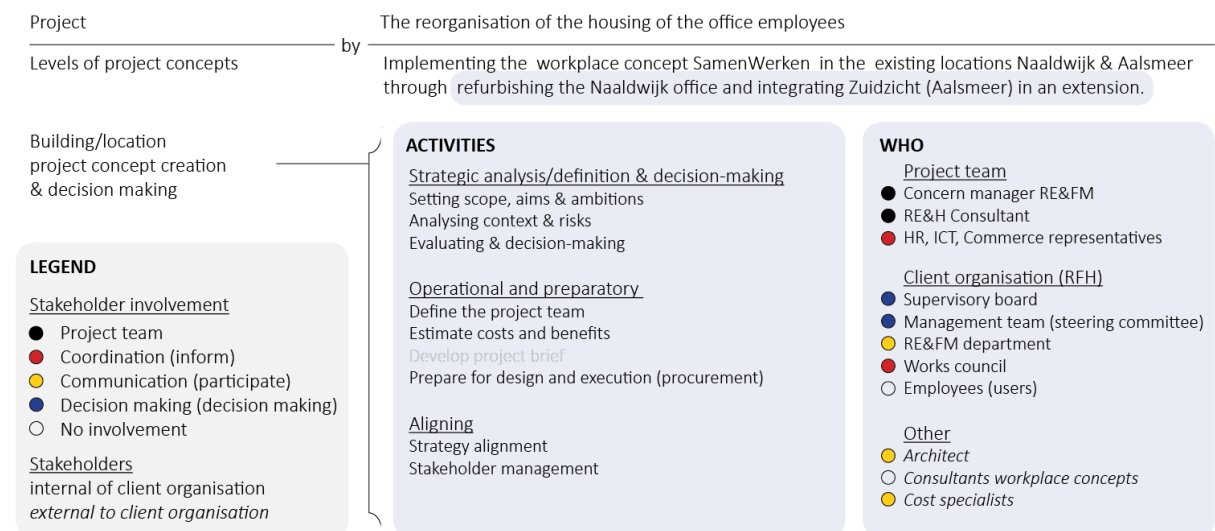 Project
The reorganisation of the housing of the office employees
by
Levels of project concepts
Implementing the workplace concept SamenWerken in the existing locations Naaldwijk & Aalsmeer
through refurbishing the Naaldwijk office and integrating Zuidzicht (Aalsmeer) in an extension.
Building/location
project concept creation
& decision making
LEGEND
Stakeholder involvement
Project team
Coordination (inform)
Communication (participate)
Decision making (decision making)
No involvement
Stakeholders
internal of client organisation
external to client organisation
ACTIVITIES
Strategic analysis/definition & decision-making
Setting scope, aims & ambitions
Analysing context & risks
Evaluating & decision-making
Operational and preparatory
Define the project team
Estimate costs and benefits
Develop project brief
Prepare for design and execution (procurement)
Aligning
Strategy alignment
Stakeholder management
WHO
Project team
Concern manager RE&FM
RE&H Consultant
HR, ICT, Commerce representatives
Client organisation (RFH)
Supervisory board
Management team (steering committee)
RE&FM department
Works council
Employees (users)
Other
Architect
Consultants workplace concepts
Cost specialists